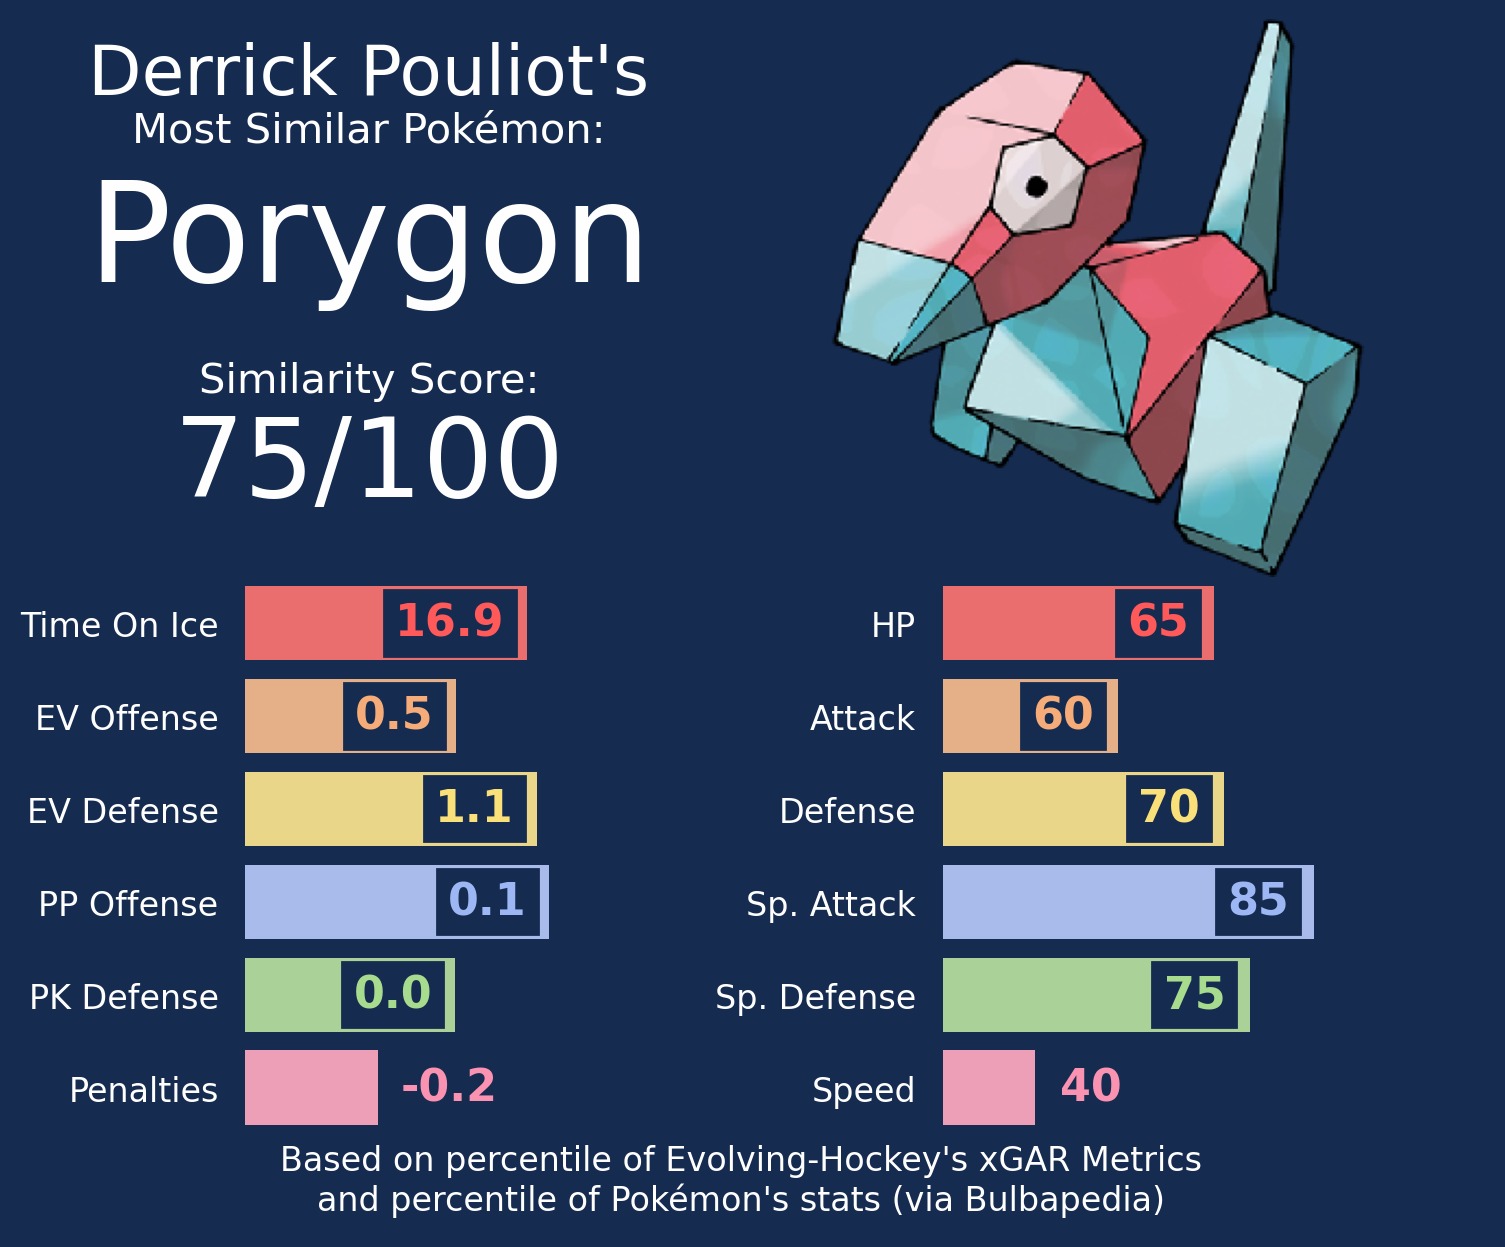 Derrick Pouliot's
Most Similar Pokémon:
Porygon
Similarity Score:
75/100
Time On Ice 16.9
EV Offense 0.5
EV Defense 1.1
PP Offense 0.1
PK Defense 0.0
Penalties -0.2
HP 65
Attack 60
Defense 70
Sp. Attack 85
Sp. Defense 75
Speed 40
Based on percentile of Evolving-Hockey's xGAR Metrics
and percentile of Pokémon's stats (via Bulbapedia)